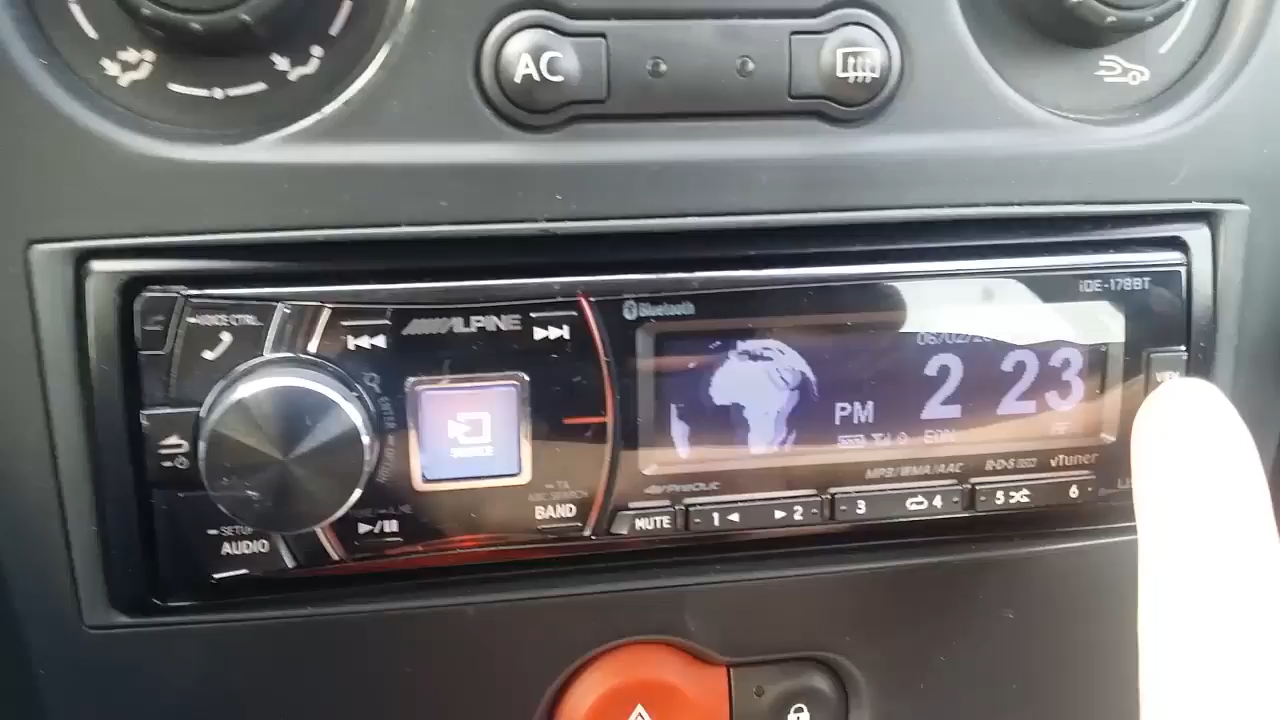 AC
iDE-178BT
VOICE CTRL.
ALPINE
Bluetooth
VIEW
PM 2 23
SOURCE
SETUP
AUDIO
BAND
MP3/WMA/AAC R·D·S vTuner
MUTE 1 2 3 4 5 6